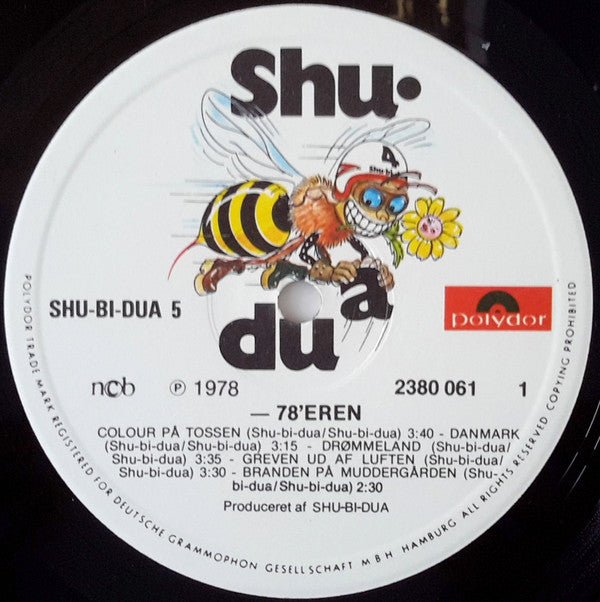 Shu•
4
Shu bi
du a
SHU-BI-DUA 5
polydor
ncb ℗ 1978 2380 061 1
— 78'EREN
COLOUR PÅ TOSSEN (Shu-bi-dua/Shu-bi-dua) 3:40 - DANMARK
(Shu-bi-dua/Shu-bi-dua) 3:15 - DRØMMELAND (Shu-bi-dua/
Shu-bi-dua) 3:35 - GREVEN UD AF LUFTEN (Shu-bi-dua/
Shu-bi-dua) 3:30 - BRANDEN PÅ MUDDERGÅRDEN (Shu-
bi-dua/Shu-bi-dua) 2:30
Produceret af SHU-BI-DUA
POLYDOR TRADE MARK REGISTERED FOR DEUTSCHE GRAMMOPHON GESELLSCHAFT MBH HAMBURG ALL RIGHTS RESERVED COPYING PROHIBITED